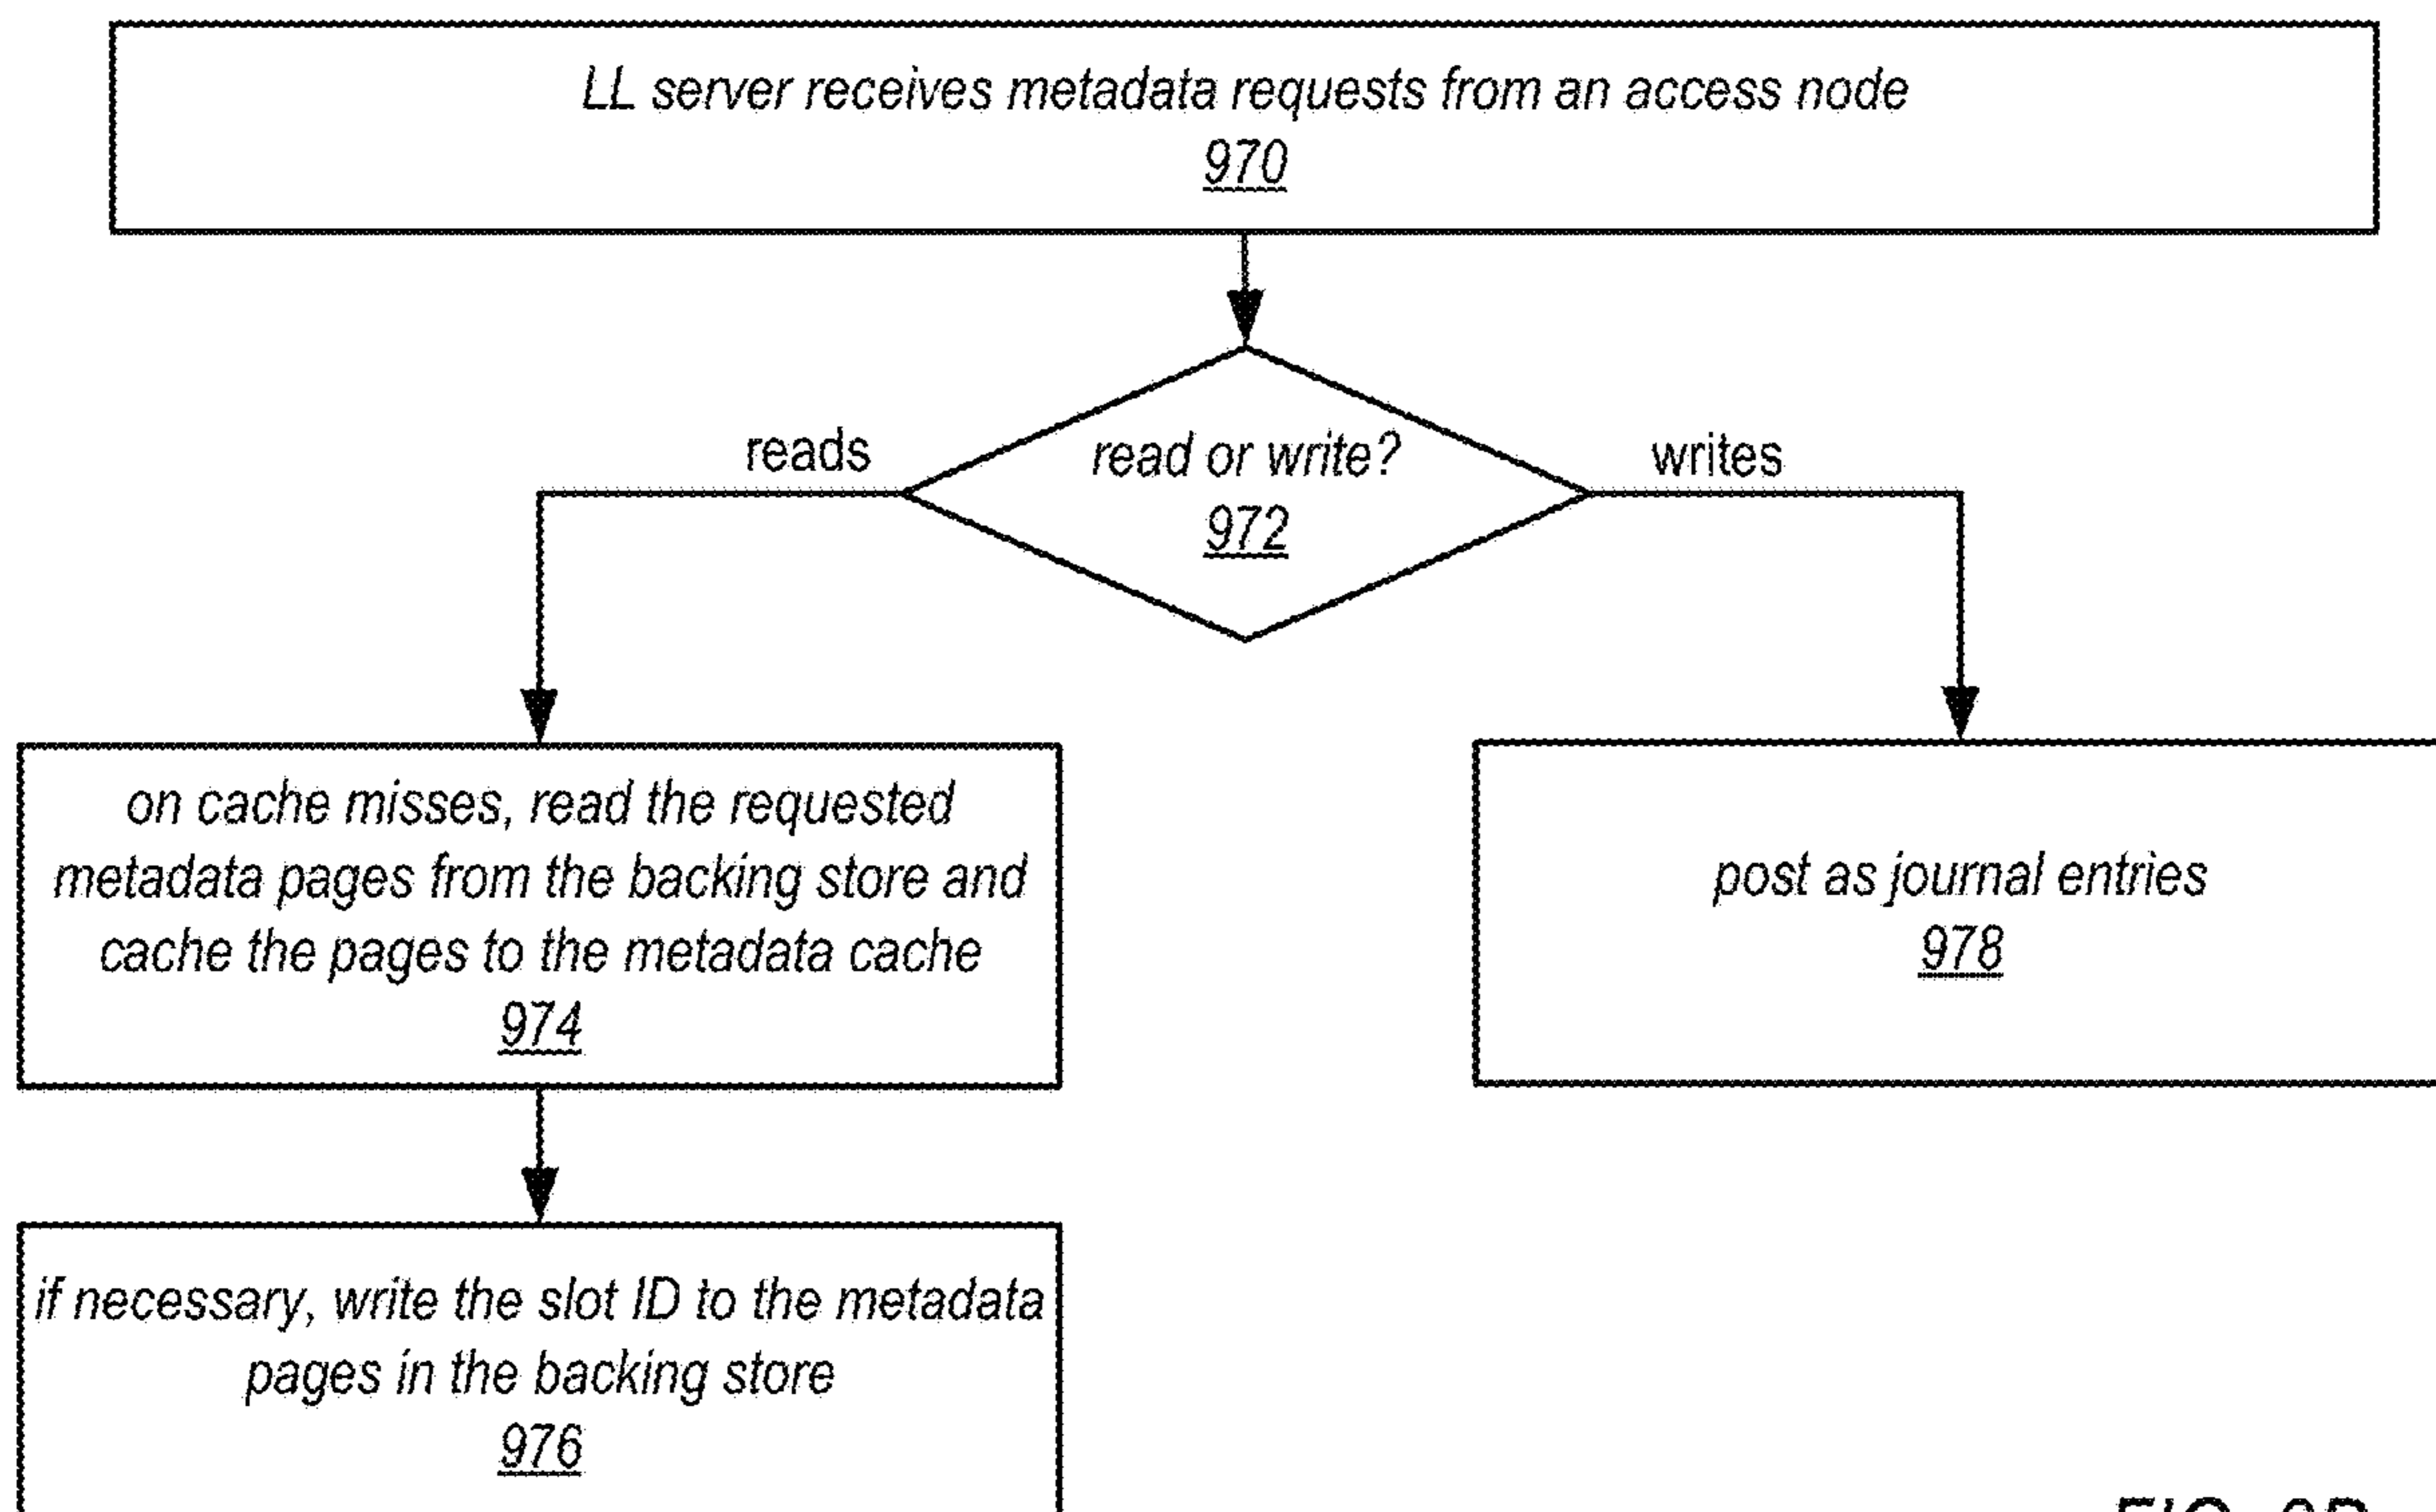 LL server receives metadata requests from an access node
970
read or write?
972
reads
writes
on cache misses, read the requested
metadata pages from the backing store and
cache the pages to the metadata cache
974
post as journal entries
978
if necessary, write the slot ID to the metadata
pages in the backing store
976